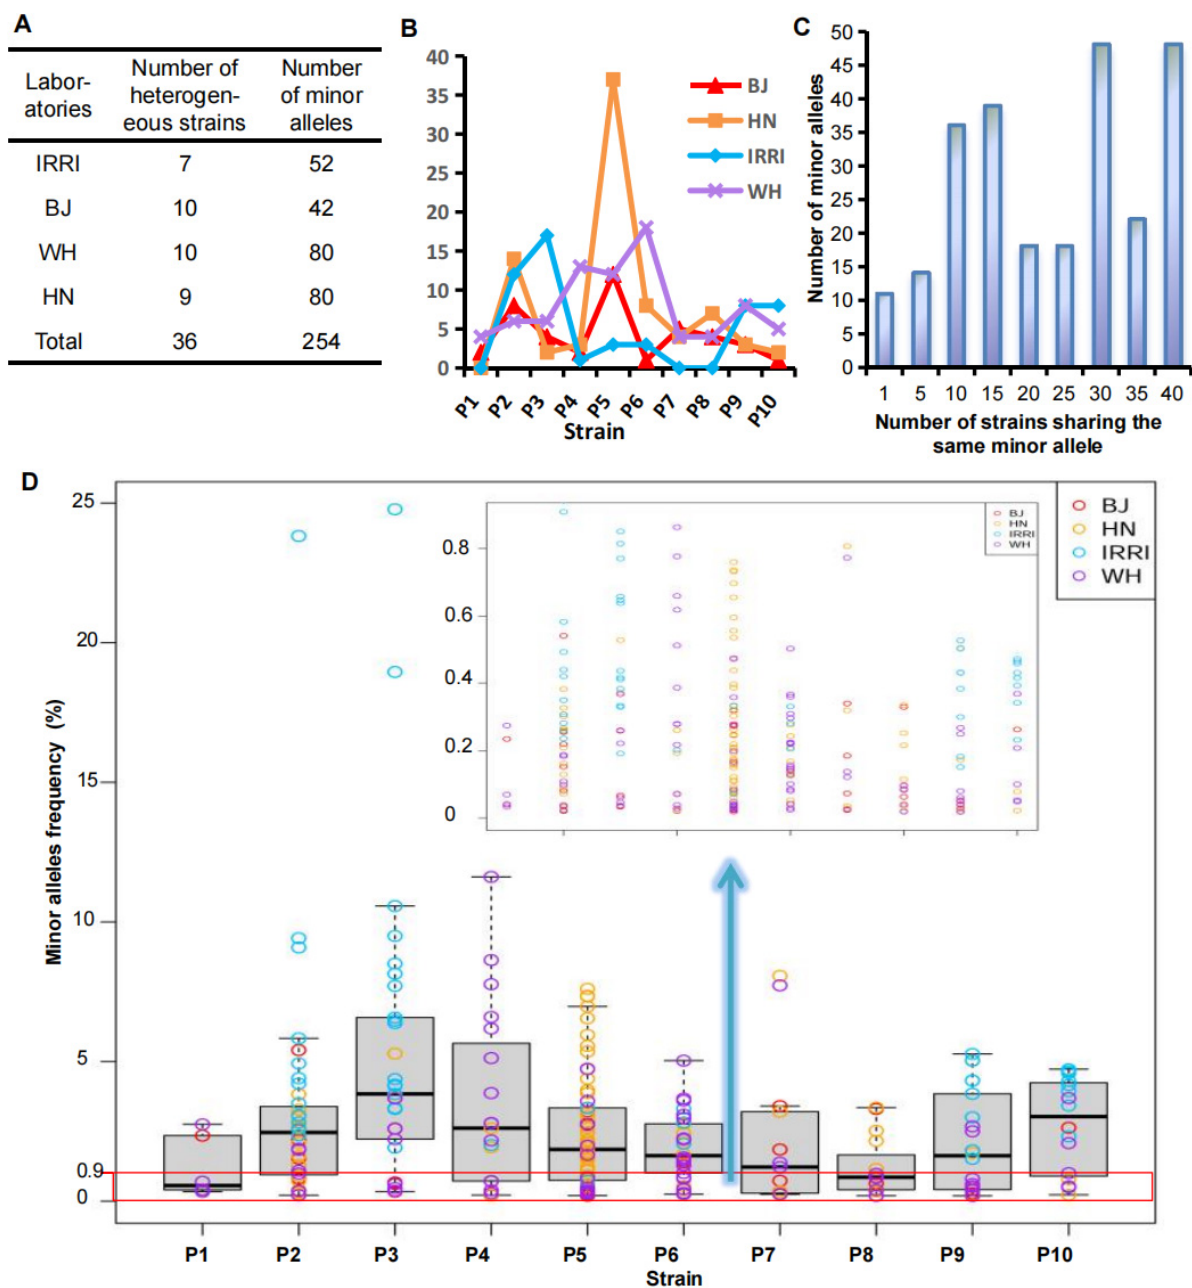 A
Labor-
atories
Number of
heterogen-
eous strains
Number
of minor
alleles
IRRI 7 52
BJ 10 42
WH 10 80
HN 9 80
Total 36 254
B
40
35
30
25
20
15
10
5
0
BJ
HN
IRRI
WH
P1 P2 P3 P4 P5 P6 P7 P8 P9 P10
Strain
C
Number of minor alleles
50
45
40
35
30
25
20
15
10
5
0
1 5 10 15 20 25 30 35 40
Number of strains sharing the
same minor allele
D
Minor alleles frequency (%)
25
20
15
10
5
0.9
0
BJ
HN
IRRI
WH
0.8
0.6
0.4
0.2
0
BJ
HN
IRRI
WH
P1 P2 P3 P4 P5 P6 P7 P8 P9 P10
Strain